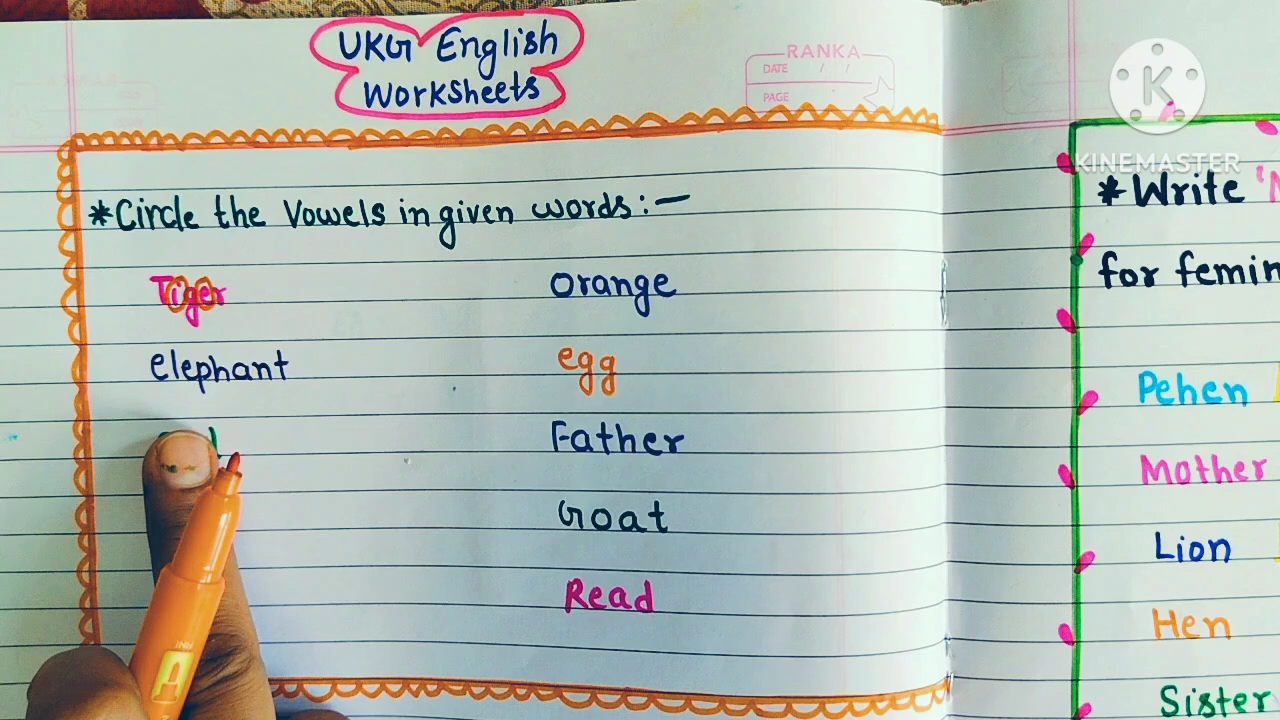 UKG English
Worksheets
RANKA
DATE / /
PAGE
KINEMASTER
*Circle the Vowels in given words:-
Tiger Orange
elephant egg
Father
Goat
Read
*Write
for femin
Pehen
Mother
Lion
Hen
Sister
A